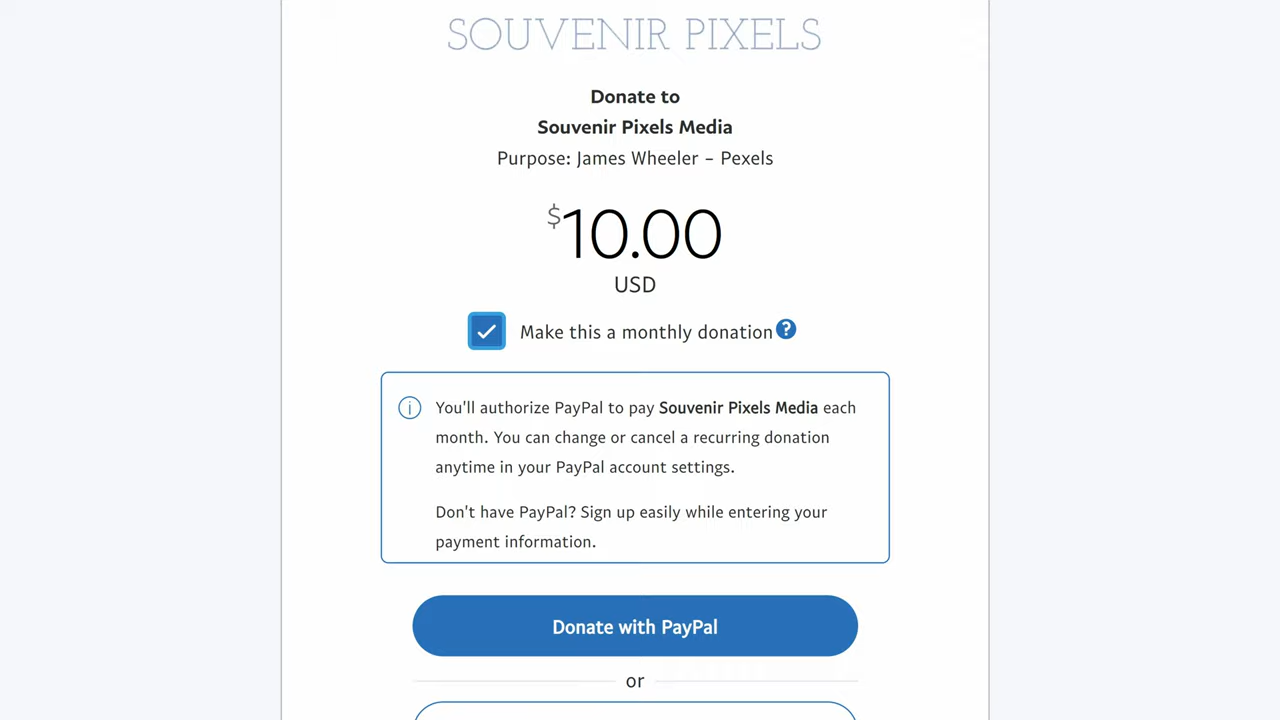 SOUVENIR PIXELS
Donate to
Souvenir Pixels Media
Purpose: James Wheeler – Pexels
$10.00
USD
Make this a monthly donation ?
You'll authorize PayPal to pay Souvenir Pixels Media each
month. You can change or cancel a recurring donation
anytime in your PayPal account settings.
Don't have PayPal? Sign up easily while entering your
payment information.
Donate with PayPal
or